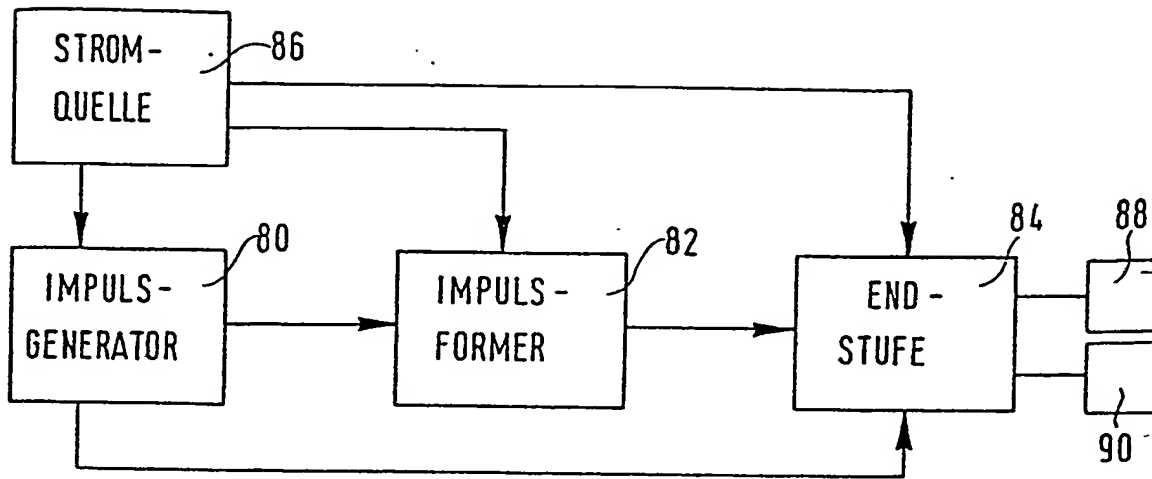 STROM-
QUELLE
86
IMPULS-
GENERATOR
80
IMPULS-
FORMER
82
END-
STUFE
84
88
90